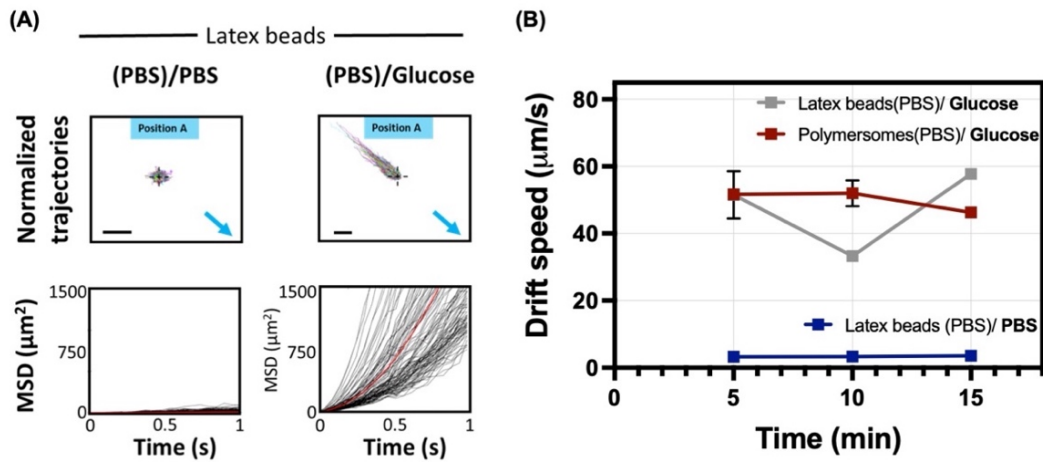 (A)
Latex beads
(PBS)/PBS
(PBS)/Glucose
Normalized
trajectories
Position A
Position A
MSD (μm²)
1500
750
0
0
0.5
1
Time (s)
MSD (μm²)
1500
750
0
0
0.5
1
Time (s)
(B)
Drift speed (μm/s)
80
60
40
20
0
Latex beads(PBS)/ Glucose
Polymersomes(PBS)/ Glucose
Latex beads (PBS)/ PBS
0
5
10
15
Time (min)